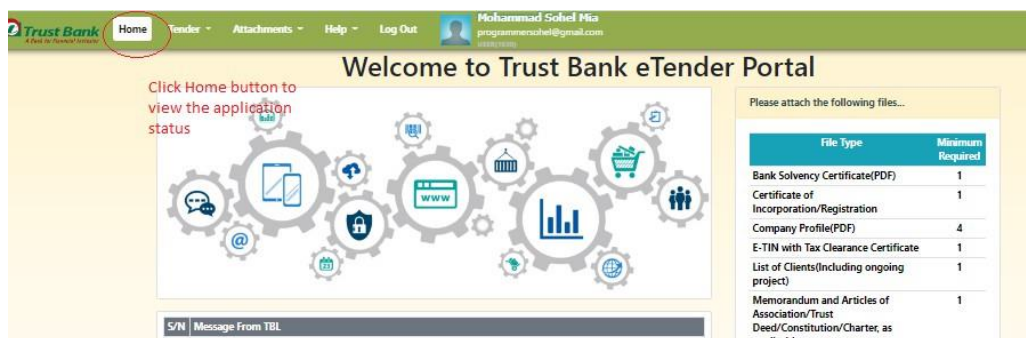 Trust Bank
Home
Tender
Attachments
Help
Log Out
Mohammad Sohel Mia
programmersohel@gmail.com
Welcome to Trust Bank eTender Portal
Click Home button to
view the application
status
www
@
Please attach the following files...
File Type
Minimum
Required
Bank Solvency Certificate(PDF)
1
Certificate of
Incorporation/Registration
1
Company Profile(PDF)
4
E-TIN with Tax Clearance Certificate
1
List of Clients(Including ongoing
project)
1
Memorandum and Articles of
Association/Trust
Deed/Constitution/Charter, as
1
S/N Message From TBL